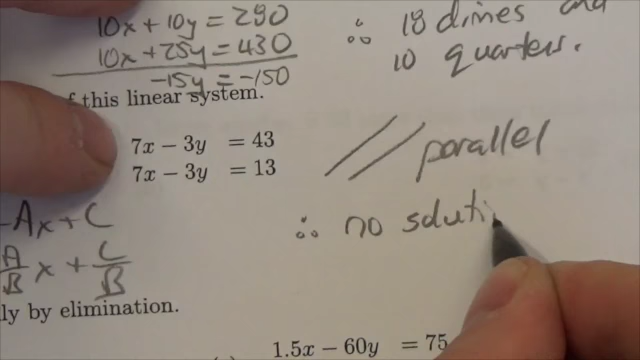 10x + 10y = 280
10x + 25y = 430
-15y = -150
∴ 18 dimes and
10 quarters.
f this linear system.
7x − 3y = 43
7x − 3y = 13
// parallel
∴ no soluti
-Ax + C
A/B x + C/B
ly by elimination.
1.5x − 60y = 75